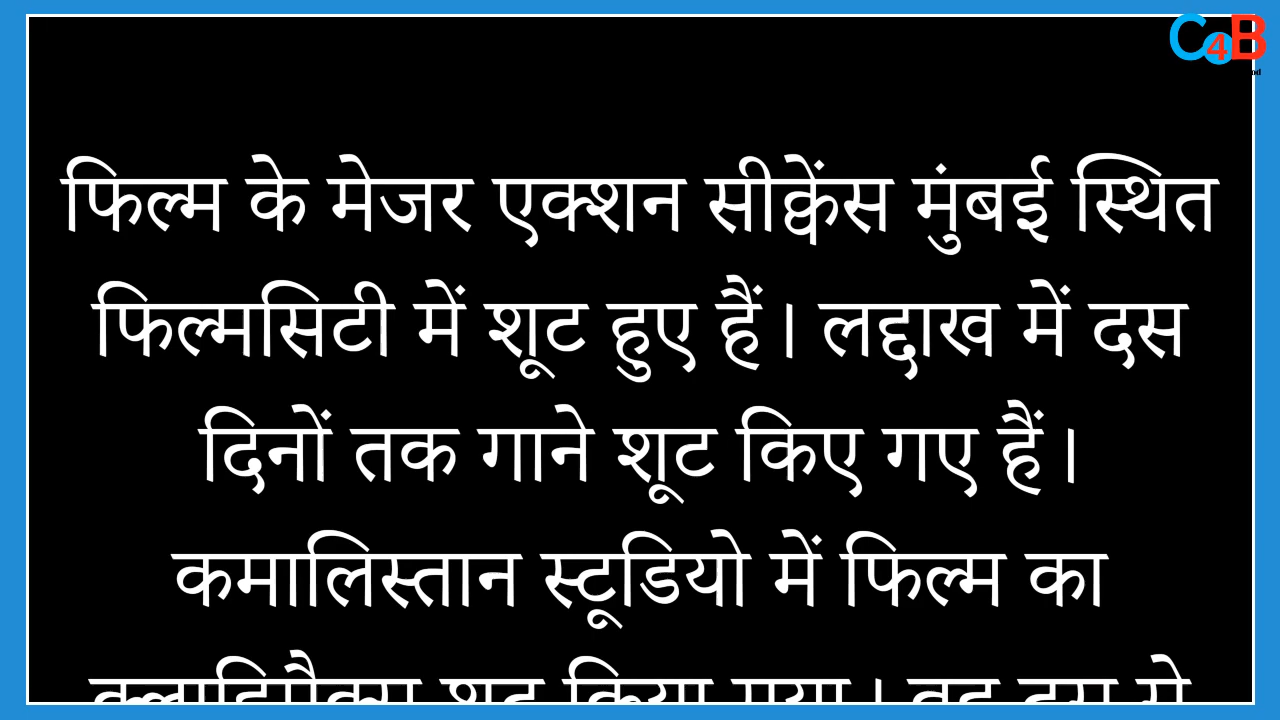 C4B
फिल्म के मेजर एक्शन सीक्वेंस मुंबई स्थित
फिल्मसिटी में शूट हुए हैं। लद्दाख में दस
दिनों तक गाने शूट किए गए हैं।
कमालिस्तान स्टूडियो में फिल्म का